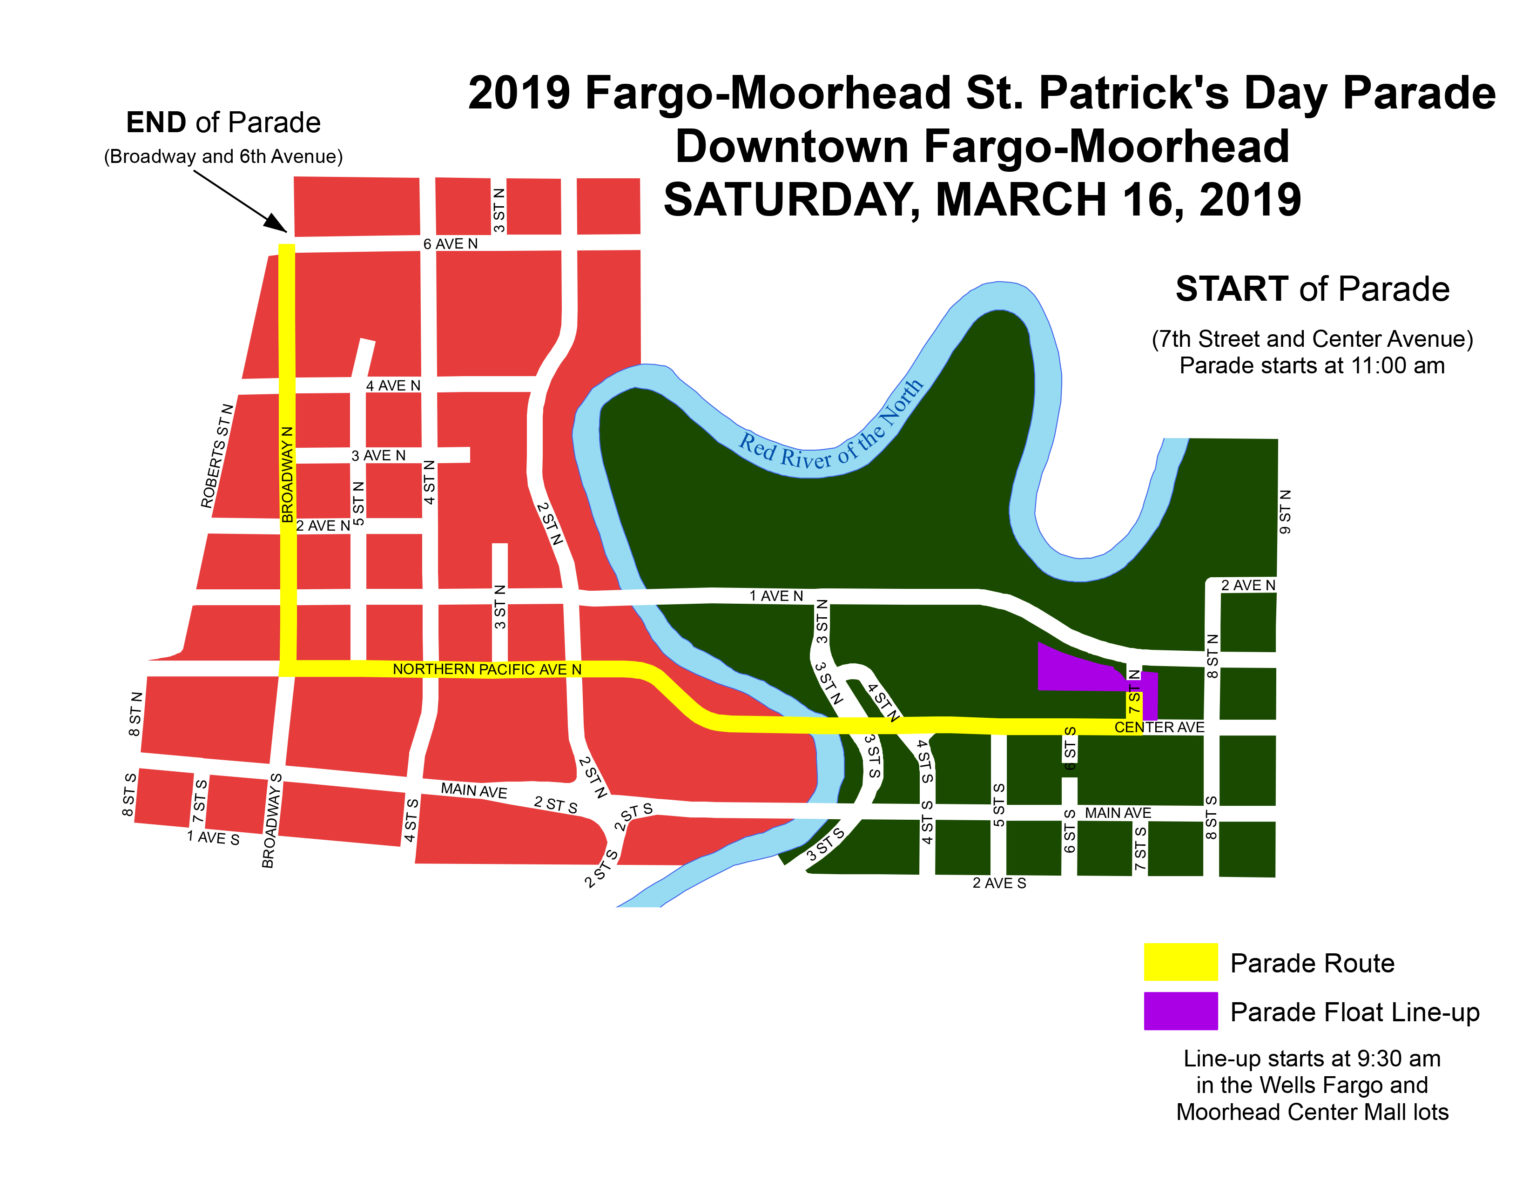 2019 Fargo-Moorhead St. Patrick's Day Parade
Downtown Fargo-Moorhead
SATURDAY, MARCH 16, 2019
END of Parade
(Broadway and 6th Avenue)
START of Parade
(7th Street and Center Avenue)
Parade starts at 11:00 am
3 ST N
6 AVE N
4 AVE N
ROBERTS ST N
BROADWAY N
3 AVE N
4 ST N
5 ST N
2 AVE N
2 ST N
3 ST N
Red River of the North
9 ST N
2 AVE N
1 AVE N
3 ST N
8 ST N
NORTHERN PACIFIC AVE N
3 ST N
4 ST N
7 ST N
8 ST N
CENTER AVE
3 ST S
4 ST S
6 ST S
2 ST N
MAIN AVE
8 ST S
7 ST S
BROADWAY S
4 ST S
2 ST S
2 ST S
1 AVE S
2 ST S
3 ST S
4 ST S
5 ST S
6 ST S
MAIN AVE
7 ST S
8 ST S
2 AVE S
Parade Route
Parade Float Line-up
Line-up starts at 9:30 am
in the Wells Fargo and
Moorhead Center Mall lots